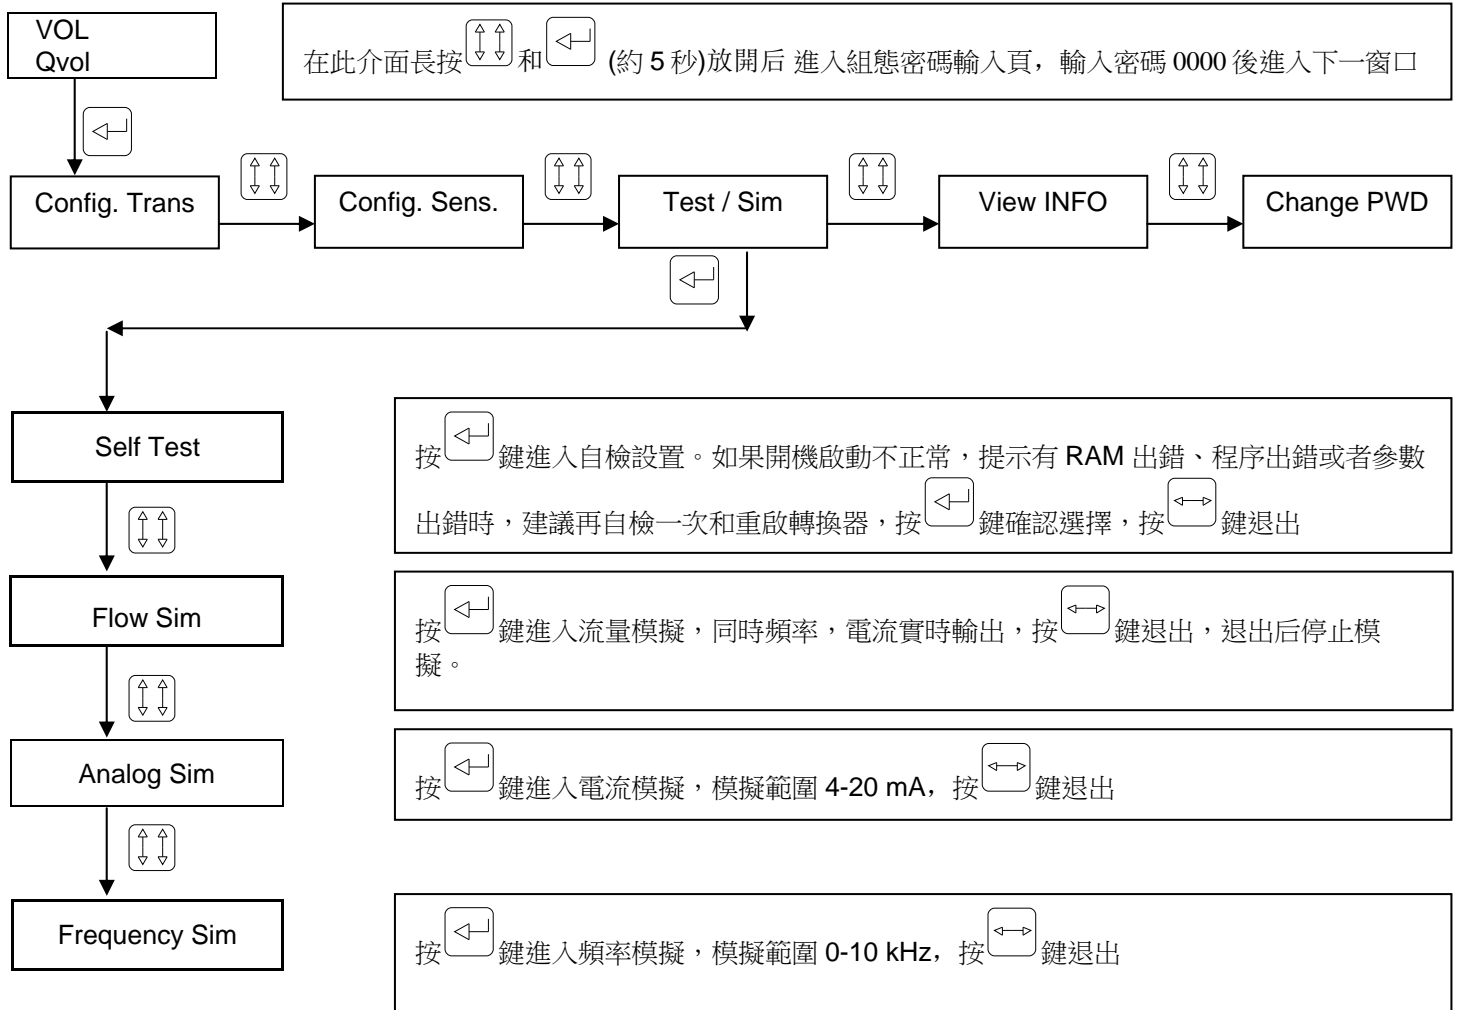 VOL
Qvol
在此介面長按 和 (約 5 秒)放開后 進入組態密碼輸入頁，輸入密碼 0000 後進入下一窗口
Config. Trans
Config. Sens.
Test / Sim
View INFO
Change PWD
Self Test
按 鍵進入自檢設置。如果開機啟動不正常，提示有 RAM 出錯、程序出錯或者參數
出錯時，建議再自檢一次和重啟轉換器，按 鍵確認選擇，按 鍵退出
Flow Sim
按 鍵進入流量模擬，同時頻率，電流實時輸出，按 鍵退出，退出后停止模
擬。
Analog Sim
按 鍵進入電流模擬，模擬範圍 4-20 mA，按 鍵退出
Frequency Sim
按 鍵進入頻率模擬，模擬範圍 0-10 kHz，按 鍵退出